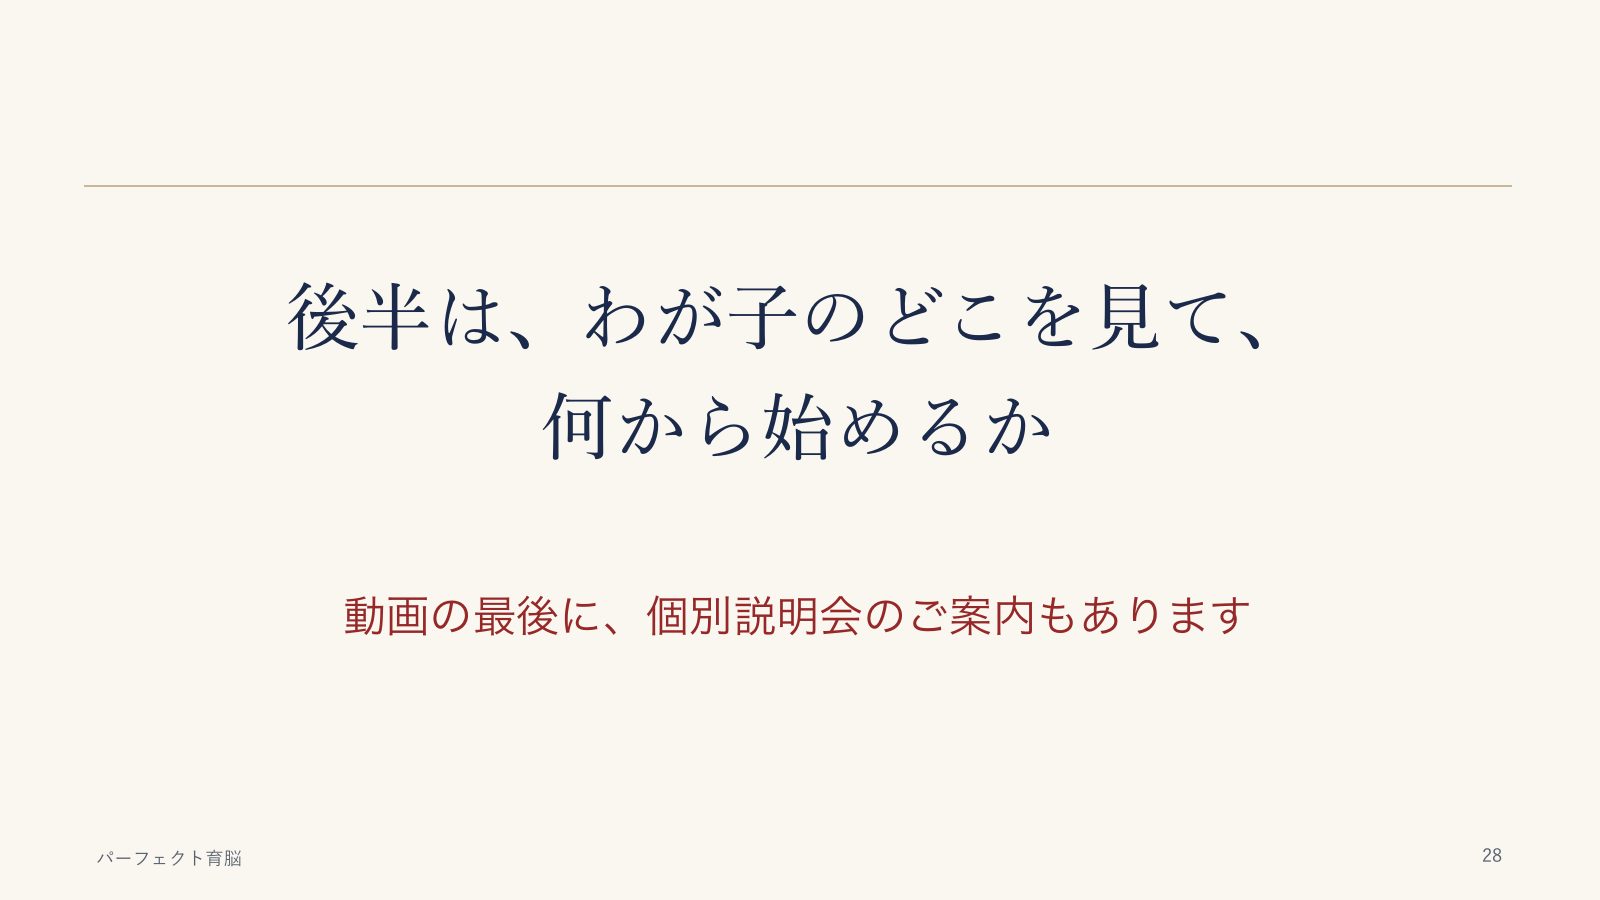 後半は、わが子のどこを見て、
何から始めるか
動画の最後に、個別説明会のご案内もあります
パーフェクト育脳
28